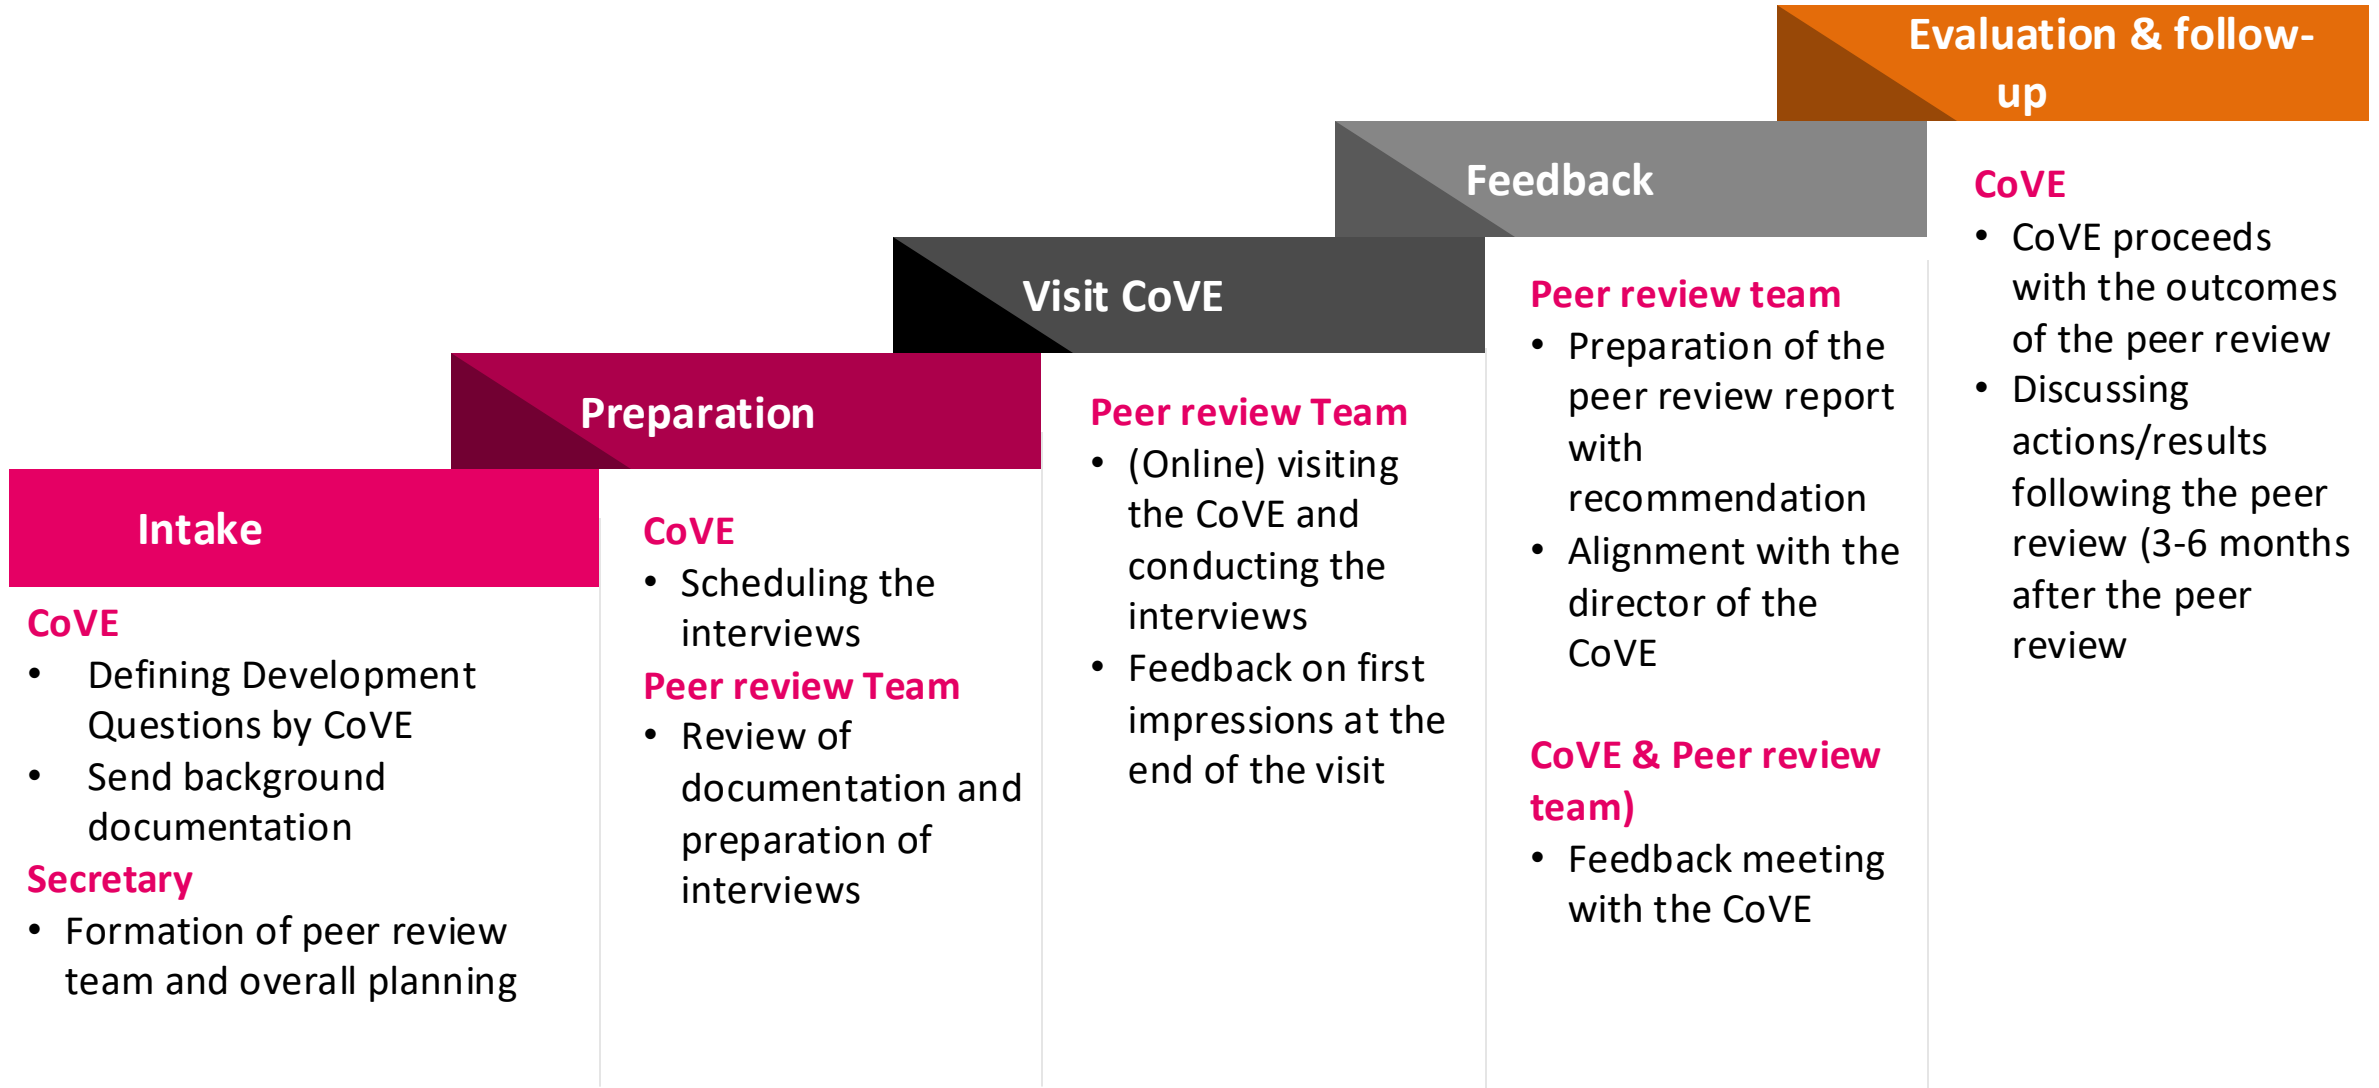 Intake
CoVE
• Defining Development
Questions by CoVE
• Send background
documentation
Secretary
• Formation of peer review
team and overall planning
Preparation
CoVE
• Scheduling the
interviews
Peer review Team
• Review of
documentation and
preparation of
interviews
Visit CoVE
Peer review Team
• (Online) visiting
the CoVE and
conducting the
interviews
• Feedback on first
impressions at the
end of the visit
Feedback
Peer review team
• Preparation of the
peer review report
with
recommendation
• Alignment with the
director of the
CoVE
CoVE & Peer review
team)
• Feedback meeting
with the CoVE
Evaluation & follow-
up
CoVE
• CoVE proceeds
with the outcomes
of the peer review
• Discussing
actions/results
following the peer
review (3-6 months
after the peer
review